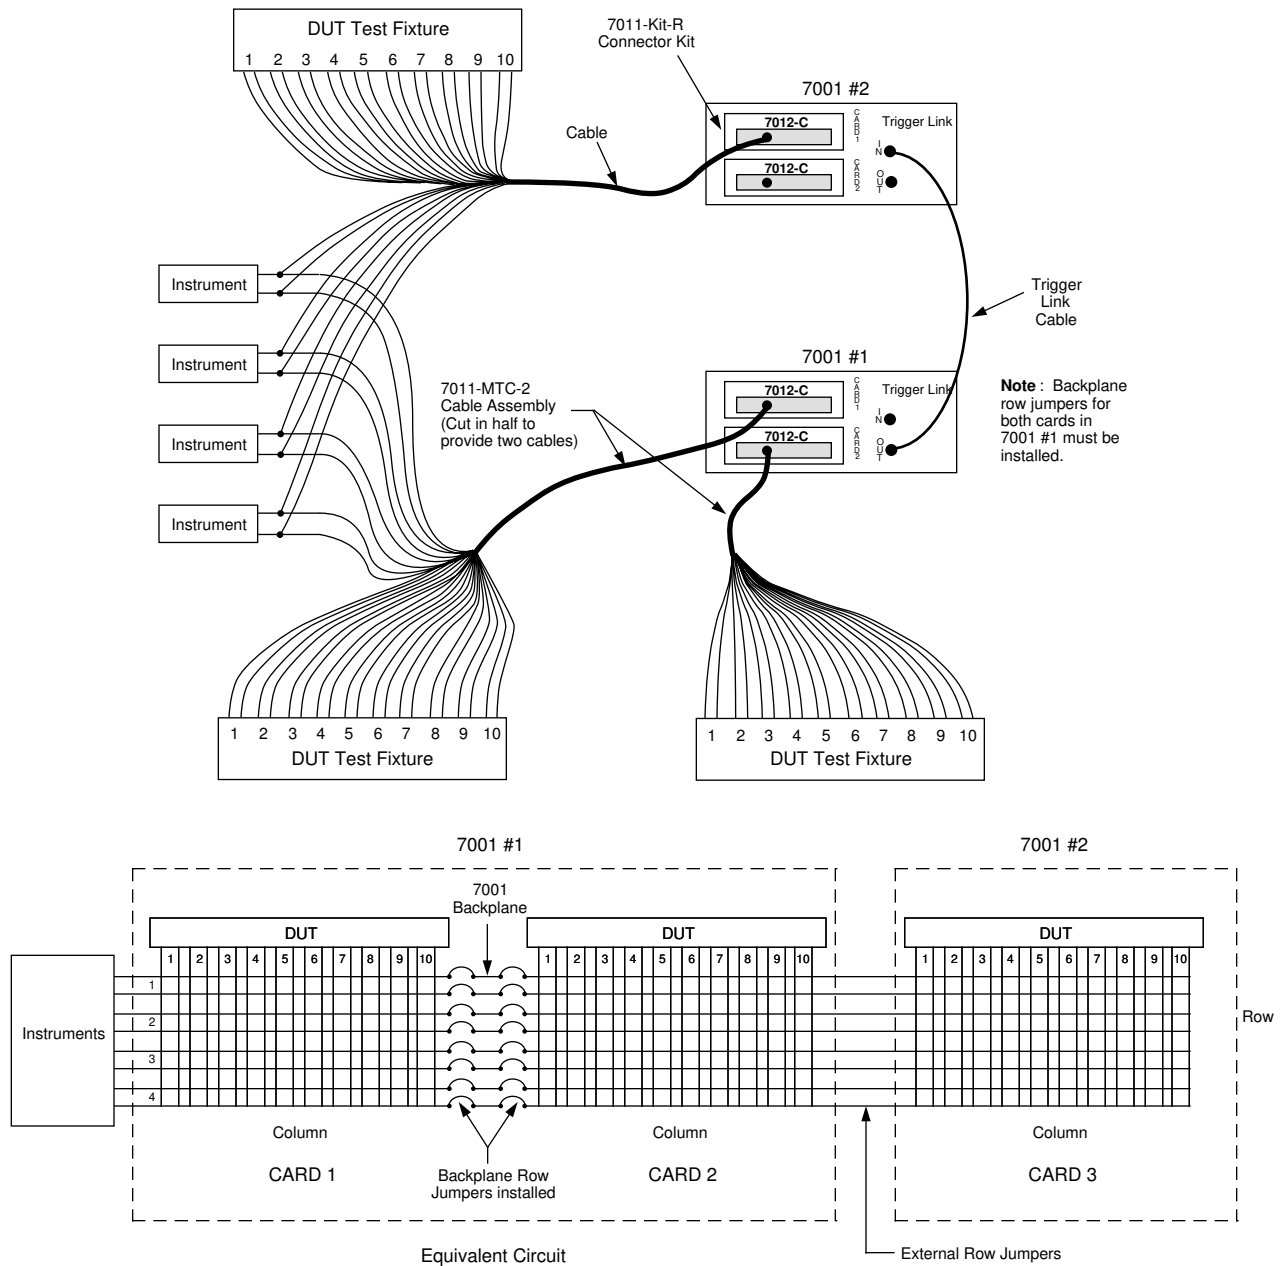 DUT Test Fixture
1 2 3 4 5 6 7 8 9 10
7011-Kit-R
Connector Kit
Cable
7001 #2
7012-C
CARD 1
Trigger Link
IN
7012-C
CARD 2
OUT
Instrument
Instrument
Instrument
Instrument
Trigger
Link
Cable
7001 #1
7012-C
CARD 1
Trigger Link
IN
7012-C
CARD 2
OUT
7011-MTC-2
Cable Assembly
(Cut in half to
provide two cables)
Note : Backplane
row jumpers for
both cards in
7001 #1 must be
installed.
1 2 3 4 5 6 7 8 9 10
DUT Test Fixture
1 2 3 4 5 6 7 8 9 10
DUT Test Fixture
7001 #1
7001 #2
7001
Backplane
DUT
DUT
DUT
1 2 3 4 5 6 7 8 9 10
1 2 3 4 5 6 7 8 9 10
1 2 3 4 5 6 7 8 9 10
Instruments
1
2
3
4
Row
Column
Column
Column
CARD 1
Backplane Row
Jumpers installed
CARD 2
CARD 3
Equivalent Circuit
External Row Jumpers